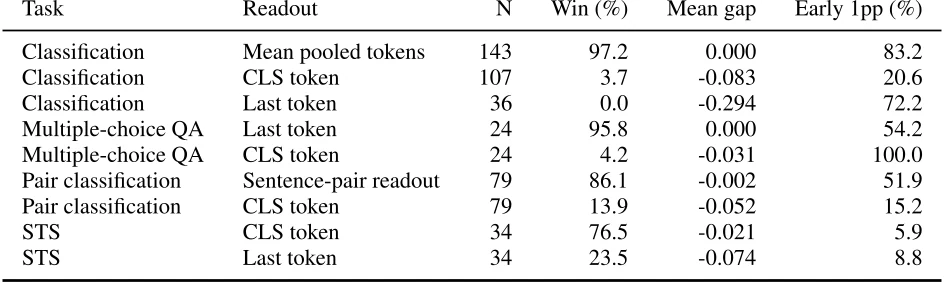 Task Readout N Win (%) Mean gap Early 1pp (%)
Classification Mean pooled tokens 143 97.2 0.000 83.2
Classification CLS token 107 3.7 -0.083 20.6
Classification Last token 36 0.0 -0.294 72.2
Multiple-choice QA Last token 24 95.8 0.000 54.2
Multiple-choice QA CLS token 24 4.2 -0.031 100.0
Pair classification Sentence-pair readout 79 86.1 -0.002 51.9
Pair classification CLS token 79 13.9 -0.052 15.2
STS CLS token 34 76.5 -0.021 5.9
STS Last token 34 23.5 -0.074 8.8